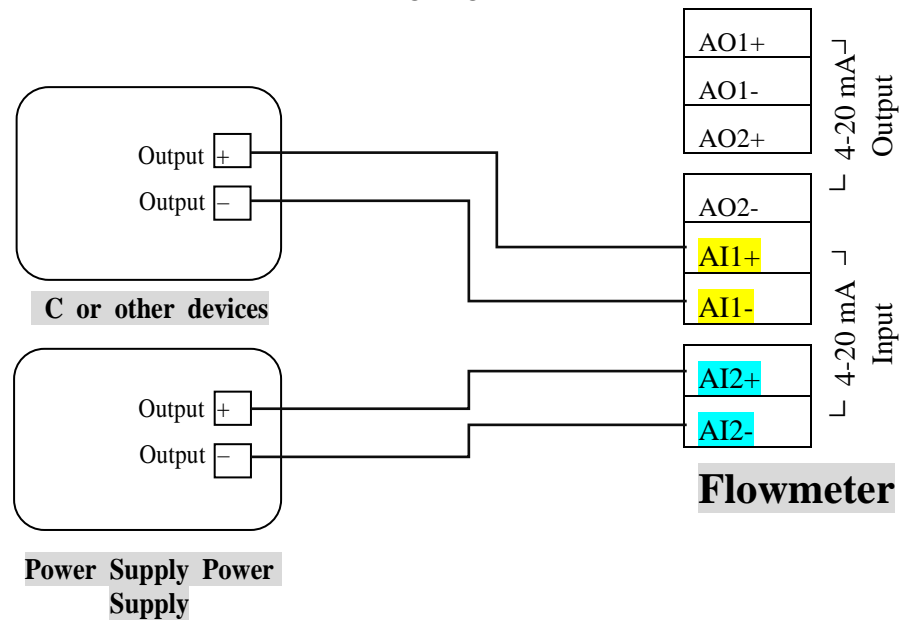 AO1+
AO1-
AO2+
AO2-
AI1+
AI1-
AI2+
AI2-
4-20 mA
Output
4-20 mA
Input
Output +
Output –
C or other devices
Output +
Output –
Power Supply Power
Supply
Flowmeter